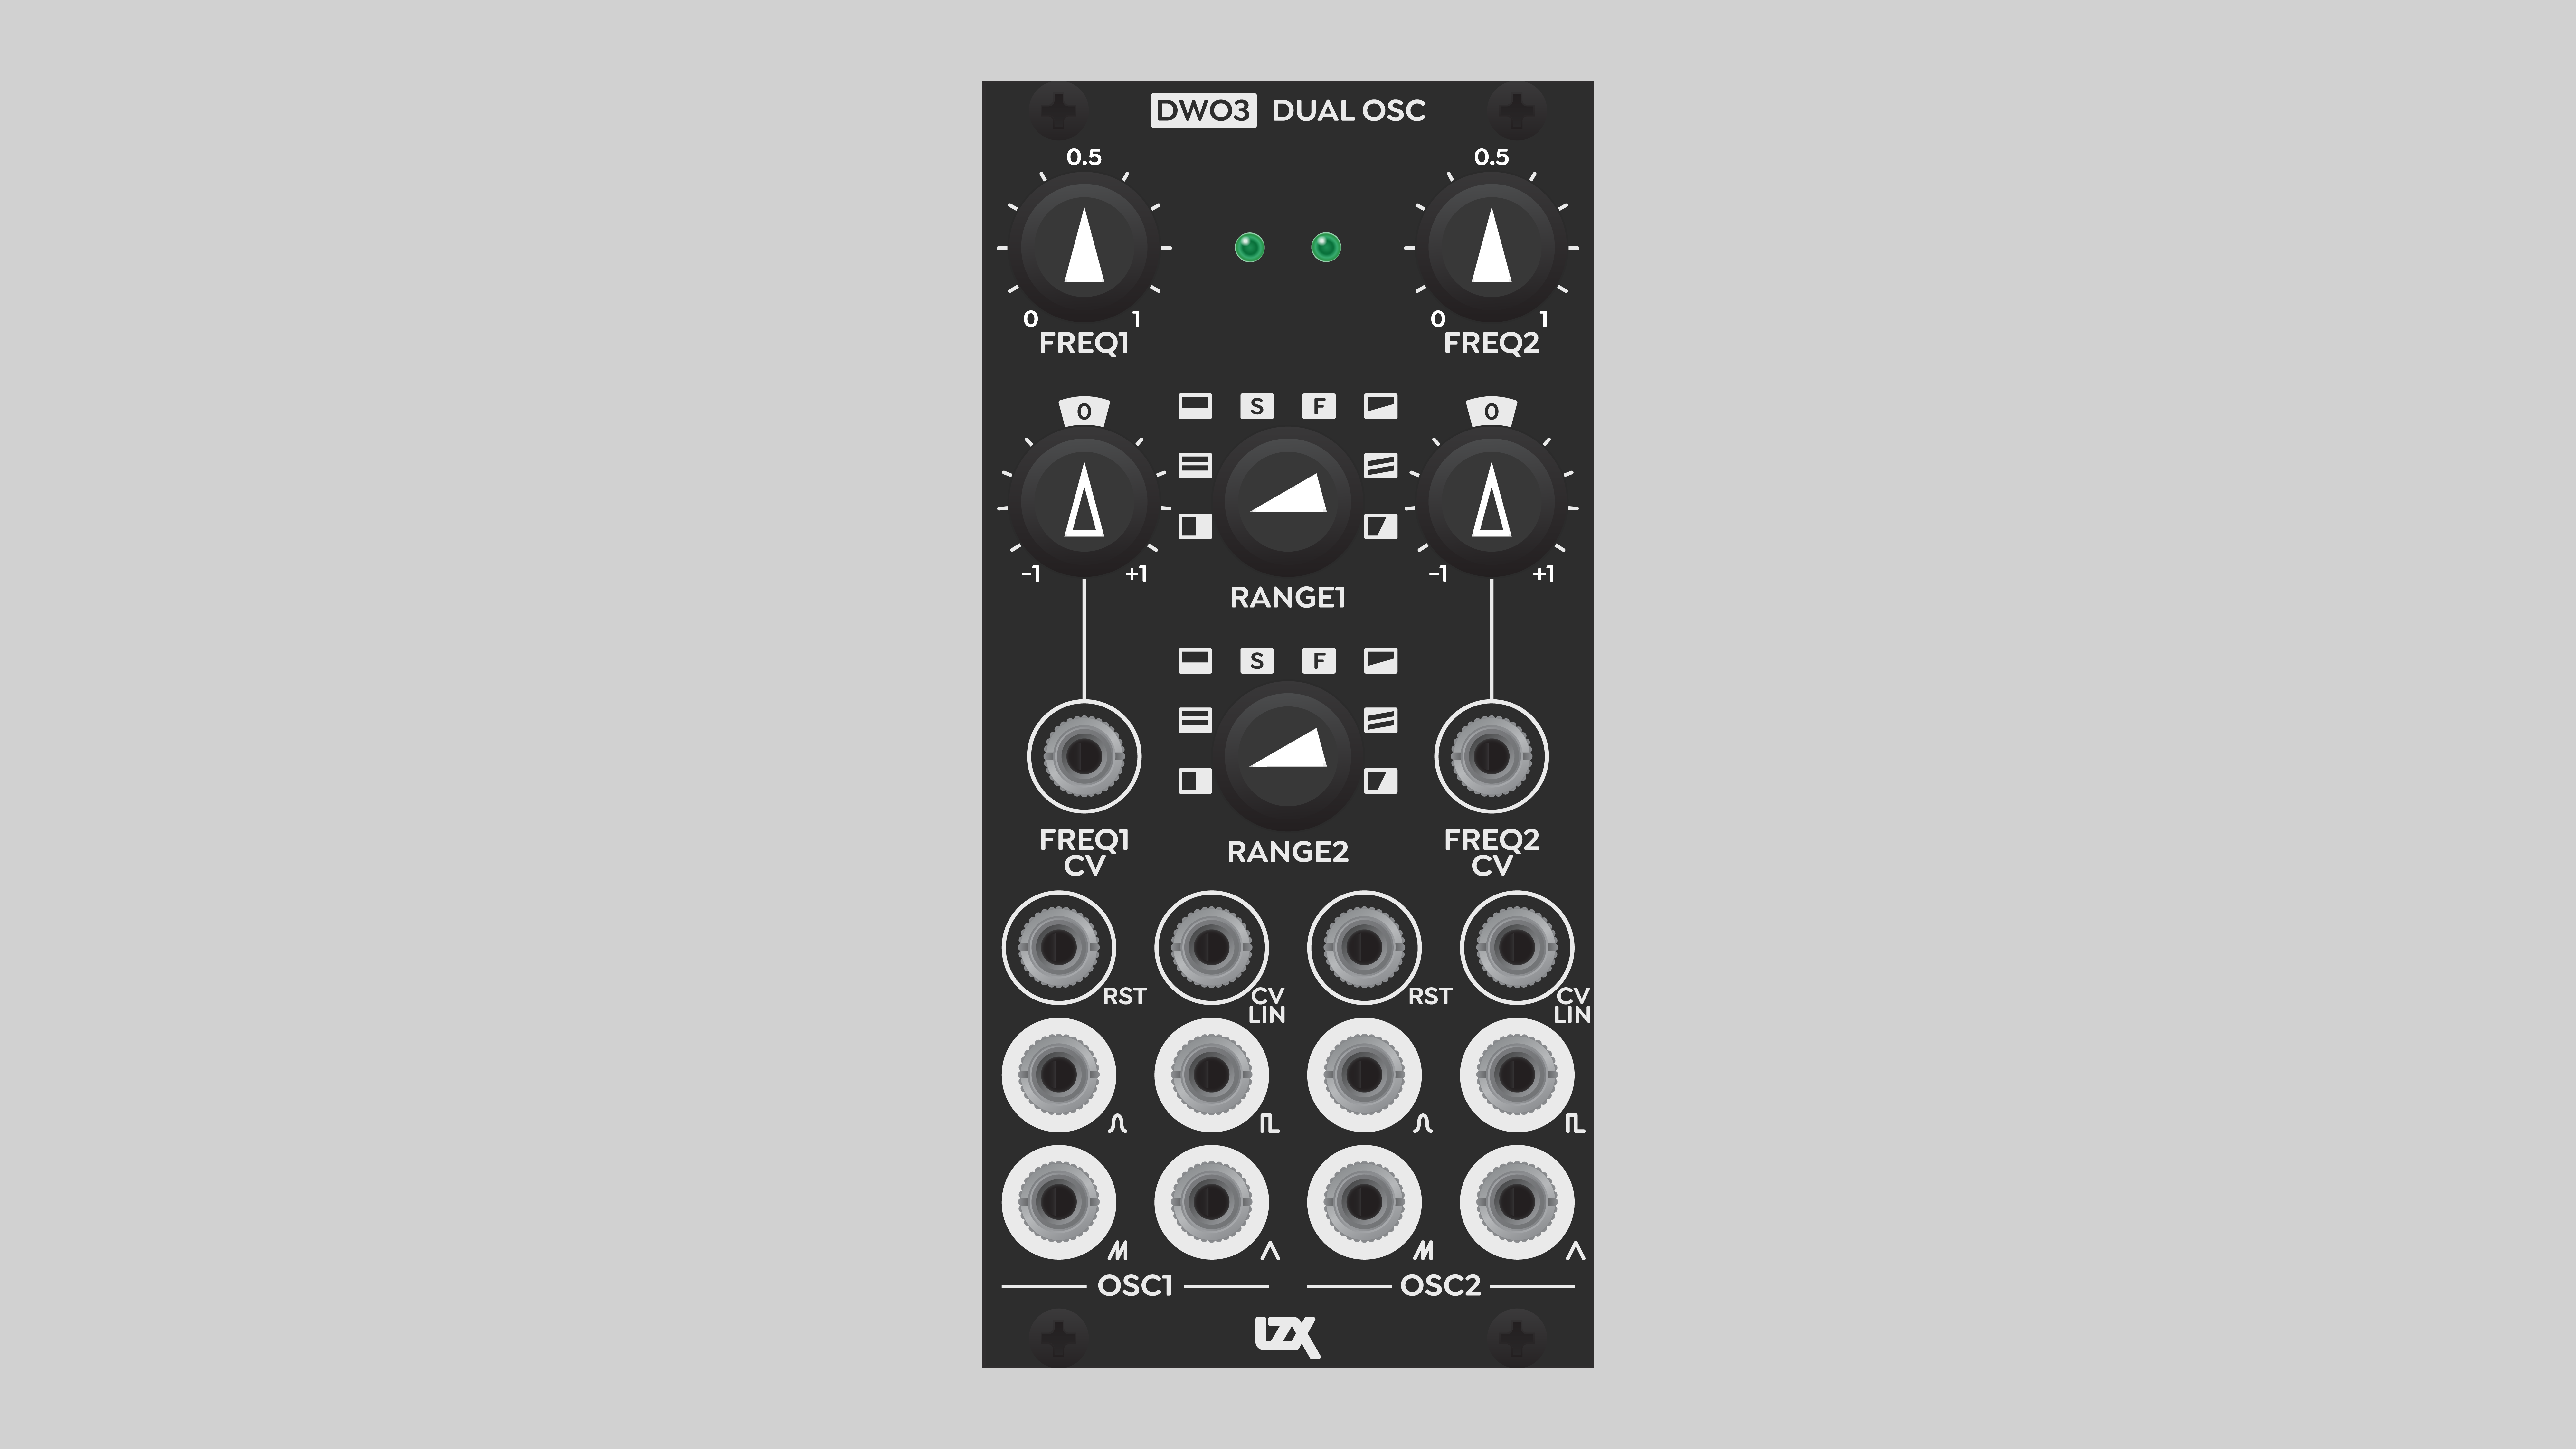 DWO3 DUAL OSC
0.5 0.5
0 1 0 1
FREQ1 FREQ2
0 S F 0
-1 +1 -1 +1
RANGE1
S F
FREQ1 CV
RANGE2
FREQ2 CV
RST CV LIN RST CV LIN
OSC1 OSC2
LZX